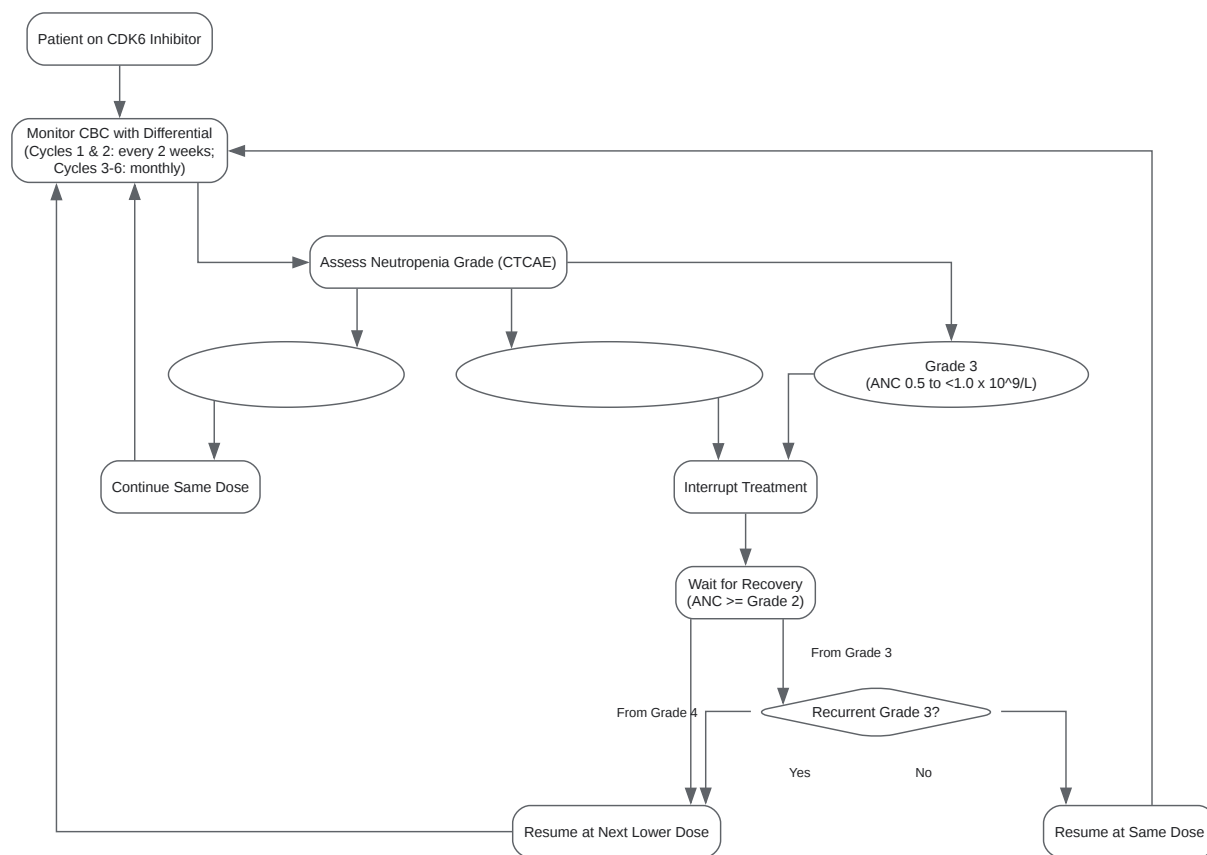 Patient on CDK6 Inhibitor
Monitor CBC with Differential
(Cycles 1 & 2: every 2 weeks;
Cycles 3-6: monthly)
Assess Neutropenia Grade (CTCAE)
Grade 3
(ANC 0.5 to <1.0 x 10^9/L)
Continue Same Dose
Interrupt Treatment
Wait for Recovery
(ANC >= Grade 2)
From Grade 3
From Grade 4
Recurrent Grade 3?
Yes
No
Resume at Next Lower Dose
Resume at Same Dose